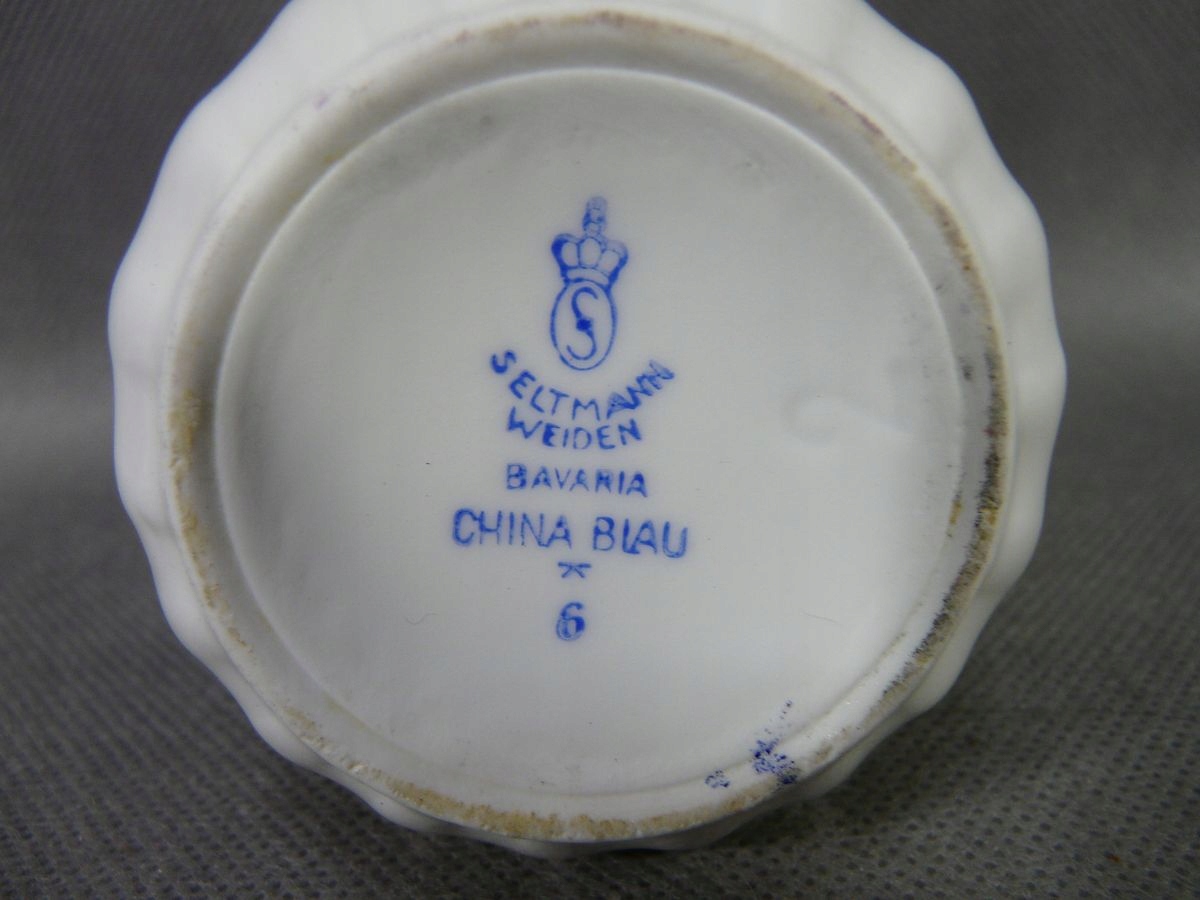 S
SELTMANN
WEIDEN
BAVARIA
CHINA BLAU
6